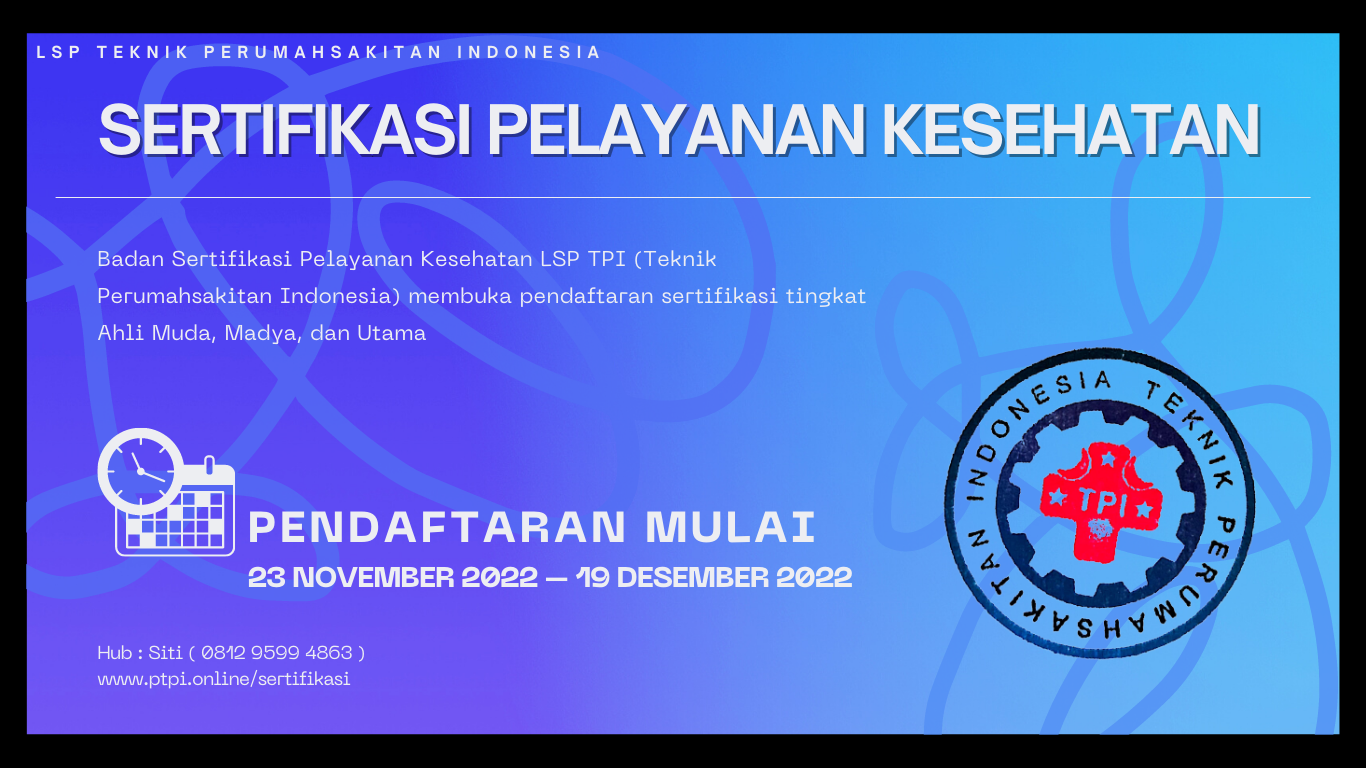 LSP TEKNIK PERUMAHSAKITAN INDONESIA
SERTIFIKASI PELAYANAN KESEHATAN
Badan Sertifikasi Pelayanan Kesehatan LSP TPI (Teknik
Perumahsakitan Indonesia) membuka pendaftaran sertifikasi tingkat
Ahli Muda, Madya, dan Utama
PENDAFTARAN MULAI
23 NOVEMBER 2022 – 19 DESEMBER 2022
TEKNIK PERUMAHSAKITAN INDONESIA
TPI
Hub : Siti ( 0812 9599 4863 )
www.ptpi.online/sertifikasi